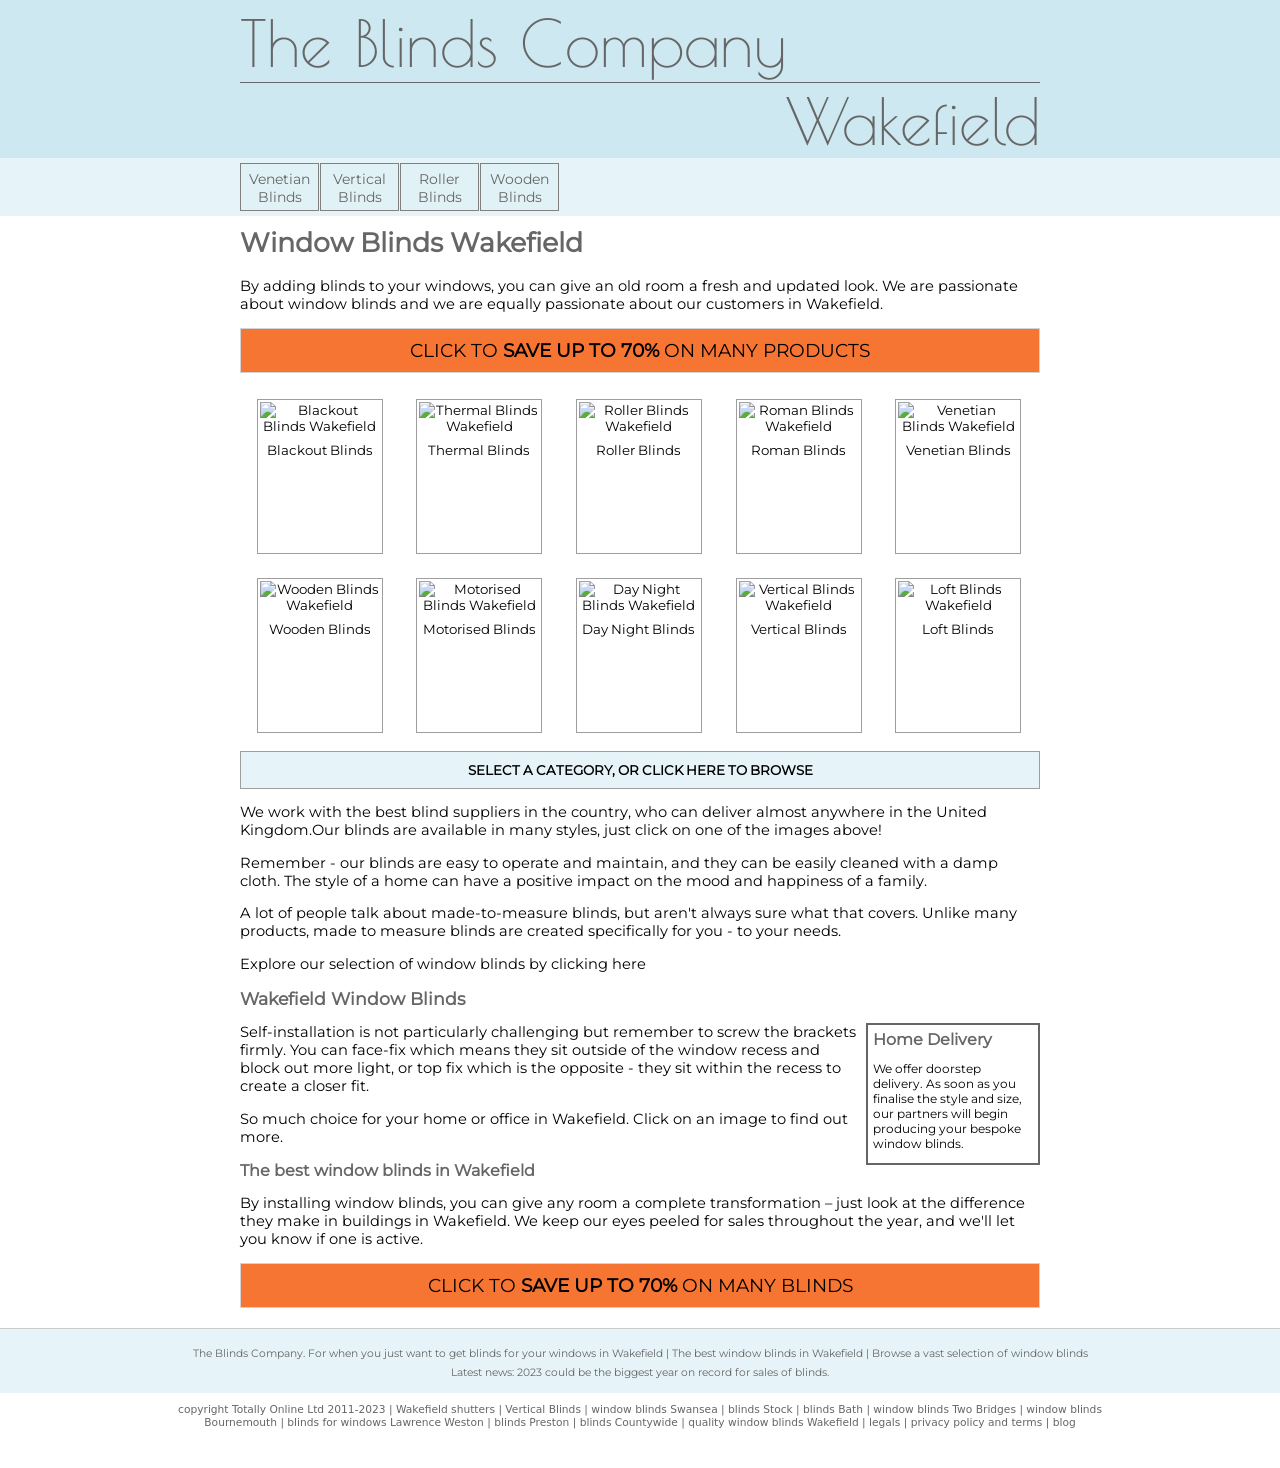 The Blinds Company
Wakefield
Venetian
Blinds
Vertical
Blinds
Roller
Blinds
Wooden
Blinds
Window Blinds Wakefield
By adding blinds to your windows, you can give an old room a fresh and updated look. We are passionate
about window blinds and we are equally passionate about our customers in Wakefield.
CLICK TO SAVE UP TO 70% ON MANY PRODUCTS
Blackout
Blinds Wakefield
Blackout Blinds
Thermal Blinds
Wakefield
Thermal Blinds
Roller Blinds
Wakefield
Roller Blinds
Roman Blinds
Wakefield
Roman Blinds
Venetian
Blinds Wakefield
Venetian Blinds
Wooden Blinds
Wakefield
Wooden Blinds
Motorised
Blinds Wakefield
Motorised Blinds
Day Night
Blinds Wakefield
Day Night Blinds
Vertical Blinds
Wakefield
Vertical Blinds
Loft Blinds
Wakefield
Loft Blinds
SELECT A CATEGORY, OR CLICK HERE TO BROWSE
We work with the best blind suppliers in the country, who can deliver almost anywhere in the United
Kingdom.Our blinds are available in many styles, just click on one of the images above!
Remember - our blinds are easy to operate and maintain, and they can be easily cleaned with a damp
cloth. The style of a home can have a positive impact on the mood and happiness of a family.
A lot of people talk about made-to-measure blinds, but aren't always sure what that covers. Unlike many
products, made to measure blinds are created specifically for you - to your needs.
Explore our selection of window blinds by clicking here
Wakefield Window Blinds
Self-installation is not particularly challenging but remember to screw the brackets
firmly. You can face-fix which means they sit outside of the window recess and
block out more light, or top fix which is the opposite - they sit within the recess to
create a closer fit.
So much choice for your home or office in Wakefield. Click on an image to find out
more.
Home Delivery
We offer doorstep
delivery. As soon as you
finalise the style and size,
our partners will begin
producing your bespoke
window blinds.
The best window blinds in Wakefield
By installing window blinds, you can give any room a complete transformation – just look at the difference
they make in buildings in Wakefield. We keep our eyes peeled for sales throughout the year, and we'll let
you know if one is active.
CLICK TO SAVE UP TO 70% ON MANY BLINDS
The Blinds Company. For when you just want to get blinds for your windows in Wakefield | The best window blinds in Wakefield | Browse a vast selection of window blinds
Latest news: 2023 could be the biggest year on record for sales of blinds.
copyright Totally Online Ltd 2011-2023 | Wakefield shutters | Vertical Blinds | window blinds Swansea | blinds Stock | blinds Bath | window blinds Two Bridges | window blinds
Bournemouth | blinds for windows Lawrence Weston | blinds Preston | blinds Countywide | quality window blinds Wakefield | legals | privacy policy and terms | blog